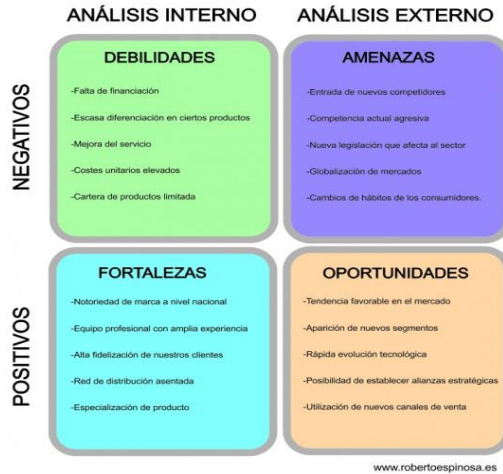 ANÁLISIS INTERNO
ANÁLISIS EXTERNO
NEGATIVOS
DEBILIDADES
-Falta de financiación
-Escasa diferenciación en ciertos productos
-Mejora del servicio
-Costes unitarios elevados
-Cartera de productos limitada
AMENAZAS
-Entrada de nuevos competidores
-Competencia actual agresiva
-Nueva legislación que afecta al sector
-Globalización de mercados
-Cambios de hábitos de los consumidores.
POSITIVOS
FORTALEZAS
-Notoriedad de marca a nivel nacional
-Equipo profesional con amplia experiencia
-Alta fidelización de nuestros clientes
-Red de distribución asentada
-Especialización de producto
OPORTUNIDADES
-Tendencia favorable en el mercado
-Aparición de nuevos segmentos
-Rápida evolución tecnológica
-Posibilidad de establecer alianzas estratégicas
-Utilización de nuevos canales de venta
www.robertoespinosa.es